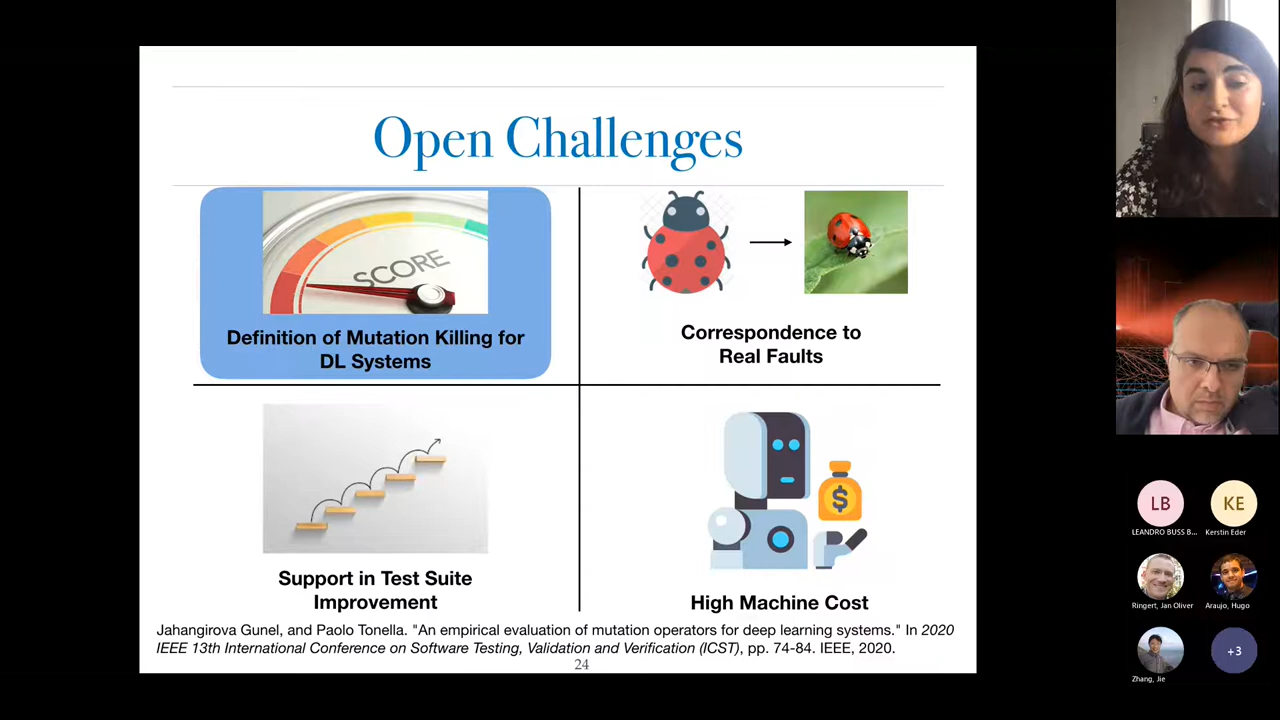 Open Challenges
SCORE
Definition of Mutation Killing for
DL Systems
Correspondence to
Real Faults
Support in Test Suite
Improvement
$
High Machine Cost
Jahangirova Gunel, and Paolo Tonella. "An empirical evaluation of mutation operators for deep learning systems." In 2020
IEEE 13th International Conference on Software Testing, Validation and Verification (ICST), pp. 74-84. IEEE, 2020.
24
LB
KE
LEANDRO BUSS B...
Kerstin Eder
Ringert, Jan Oliver
Araujo, Hugo
+3
Zhang, Jie